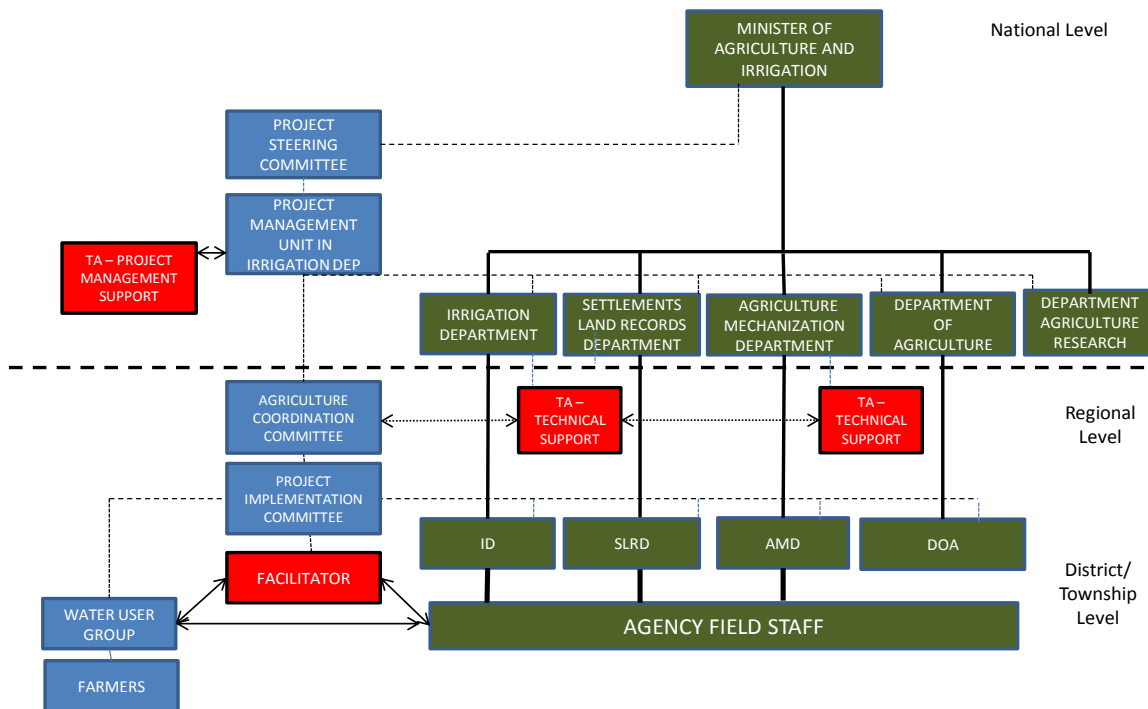 MINISTER OF
AGRICULTURE AND
IRRIGATION
National Level
PROJECT
STEERING
COMMITTEE
PROJECT
MANAGEMENT
UNIT IN
IRRIGATION DEP
TA – PROJECT
MANAGEMENT
SUPPORT
IRRIGATION
DEPARTMENT
SETTLEMENTS
LAND RECORDS
DEPARTMENT
AGRICULTURE
MECHANIZATION
DEPARTMENT
DEPARTMENT
OF
AGRICULTURE
DEPARTMENT
AGRICULTURE
RESEARCH
AGRICULTURE
COORDINATION
COMMITTEE
TA –
TECHNICAL
SUPPORT
TA –
TECHNICAL
SUPPORT
Regional
Level
PROJECT
IMPLEMENTATION
COMMITTEE
ID
SLRD
AMD
DOA
FACILITATOR
District/
Township
Level
WATER USER
GROUP
AGENCY FIELD STAFF
FARMERS